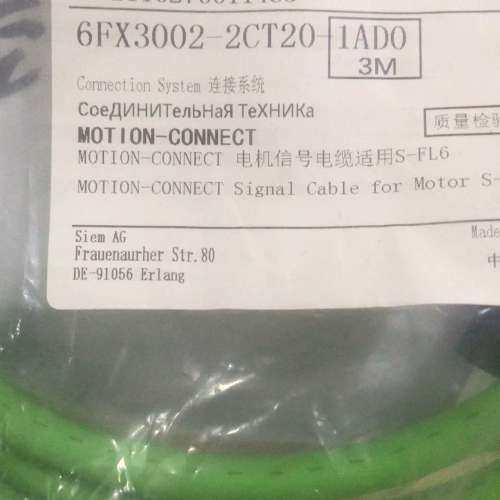 6FX3002-2CT20-1AD0
3M
Connection System 连接系统
СоеДИНИТеЛЬНаЯ ТеХНИКа
MOTION-CONNECT
质量检验
MOTION-CONNECT 电机信号电缆适用S-FL6
MOTION-CONNECT Signal Cable for Motor S-
Siem AG
Made
Frauenaurher Str.80
中
DE-91056 Erlang